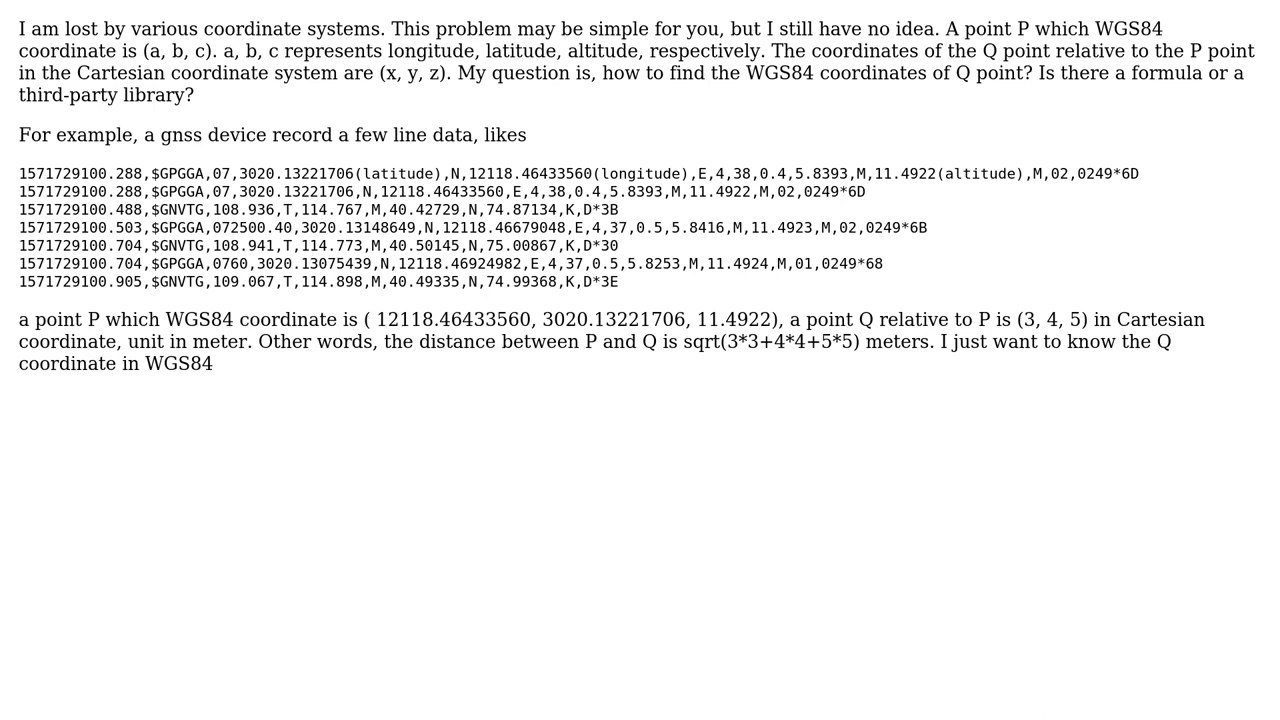 I am lost by various coordinate systems. This problem may be simple for you, but I still have no idea. A point P which WGS84
coordinate is (a, b, c). a, b, c represents longitude, latitude, altitude, respectively. The coordinates of the Q point relative to the P point
in the Cartesian coordinate system are (x, y, z). My question is, how to find the WGS84 coordinates of Q point? Is there a formula or a
third-party library?
For example, a gnss device record a few line data, likes
1571729100.288,$GPGGA,07,3020.13221706(latitude),N,12118.46433560(longitude),E,4,38,0.4,5.8393,M,11.4922(altitude),M,02,0249*6D
1571729100.288,$GPGGA,07,3020.13221706,N,12118.46433560,E,4,38,0.4,5.8393,M,11.4922,M,02,0249*6D
1571729100.488,$GNVTG,108.936,T,114.767,M,40.42729,N,74.87134,K,D*3B
1571729100.503,$GPGGA,072500.40,3020.13148649,N,12118.46679048,E,4,37,0.5,5.8416,M,11.4923,M,02,0249*6B
1571729100.704,$GNVTG,108.941,T,114.773,M,40.50145,N,75.00867,K,D*30
1571729100.704,$GPGGA,0760,3020.13075439,N,12118.46924982,E,4,37,0.5,5.8253,M,11.4924,M,01,0249*68
1571729100.905,$GNVTG,109.067,T,114.898,M,40.49335,N,74.99368,K,D*3E
a point P which WGS84 coordinate is ( 12118.46433560, 3020.13221706, 11.4922), a point Q relative to P is (3, 4, 5) in Cartesian
coordinate, unit in meter. Other words, the distance between P and Q is sqrt(3*3+4*4+5*5) meters. I just want to know the Q
coordinate in WGS84